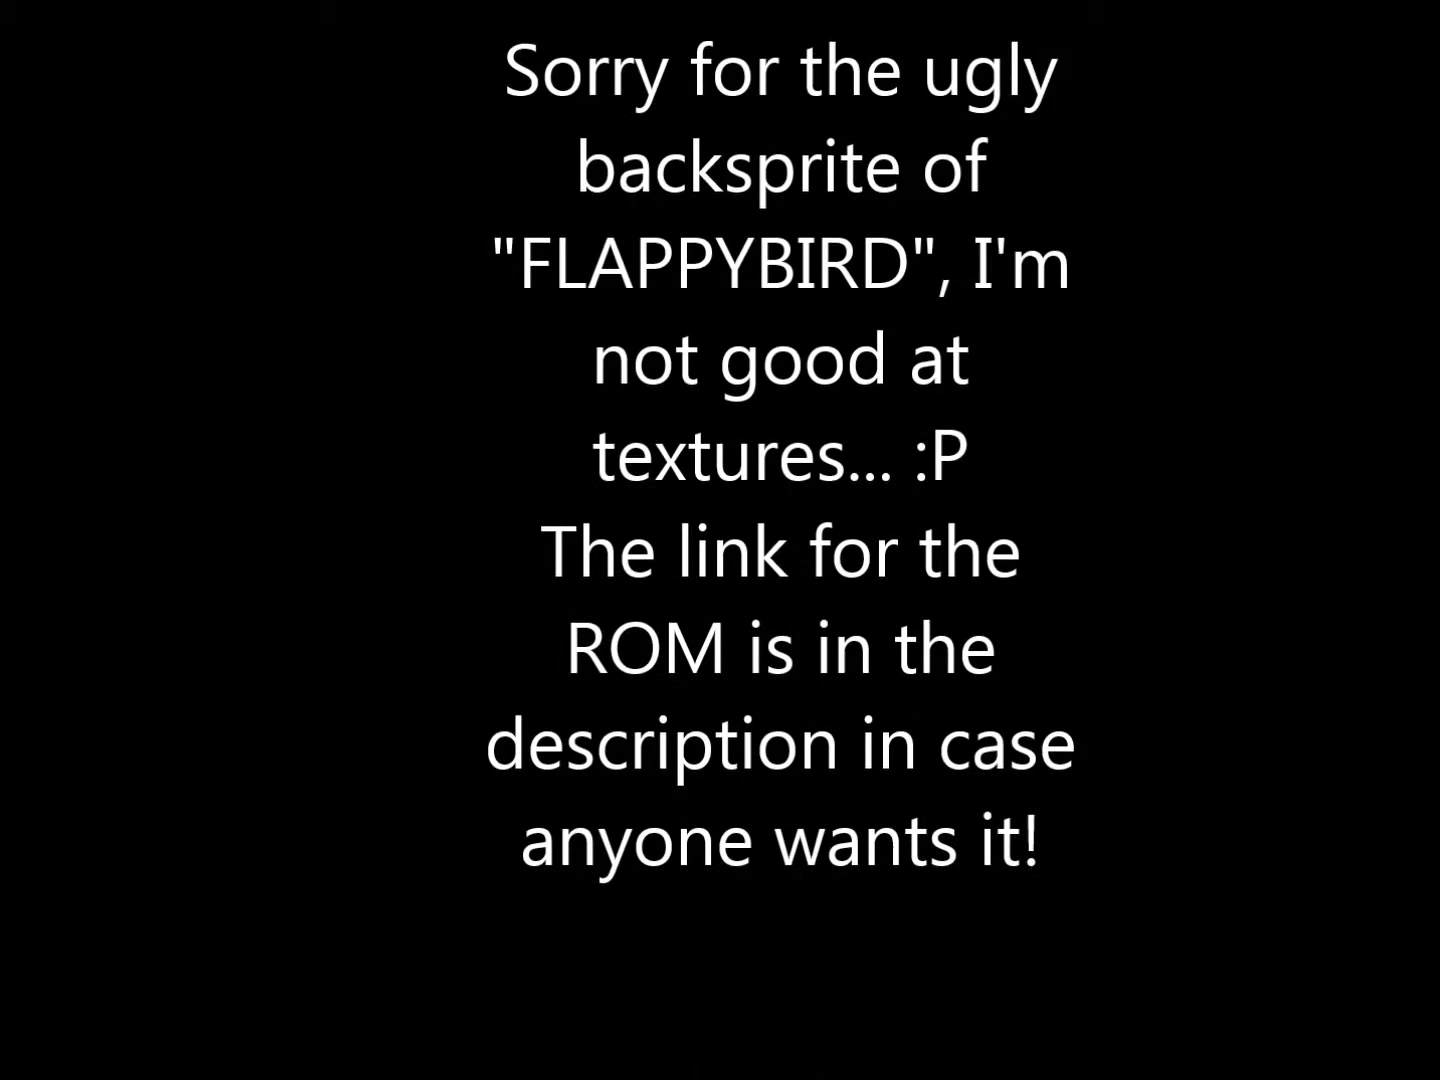 Sorry for the ugly
backsprite of
"FLAPPYBIRD", I'm
not good at
textures... :P
The link for the
ROM is in the
description in case
anyone wants it!